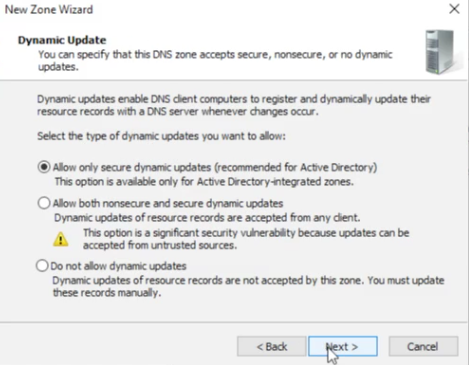 New Zone Wizard
Dynamic Update
You can specify that this DNS zone accepts secure, nonsecure, or no dynamic
updates.
Dynamic updates enable DNS client computers to register and dynamically update their
resource records with a DNS server whenever changes occur.
Select the type of dynamic updates you want to allow:
Allow only secure dynamic updates (recommended for Active Directory)
This option is available only for Active Directory-integrated zones.
Allow both nonsecure and secure dynamic updates
Dynamic updates of resource records are accepted from any client.
This option is a significant security vulnerability because updates can be
accepted from untrusted sources.
Do not allow dynamic updates
Dynamic updates of resource records are not accepted by this zone. You must update
these records manually.
< Back Next > Cancel